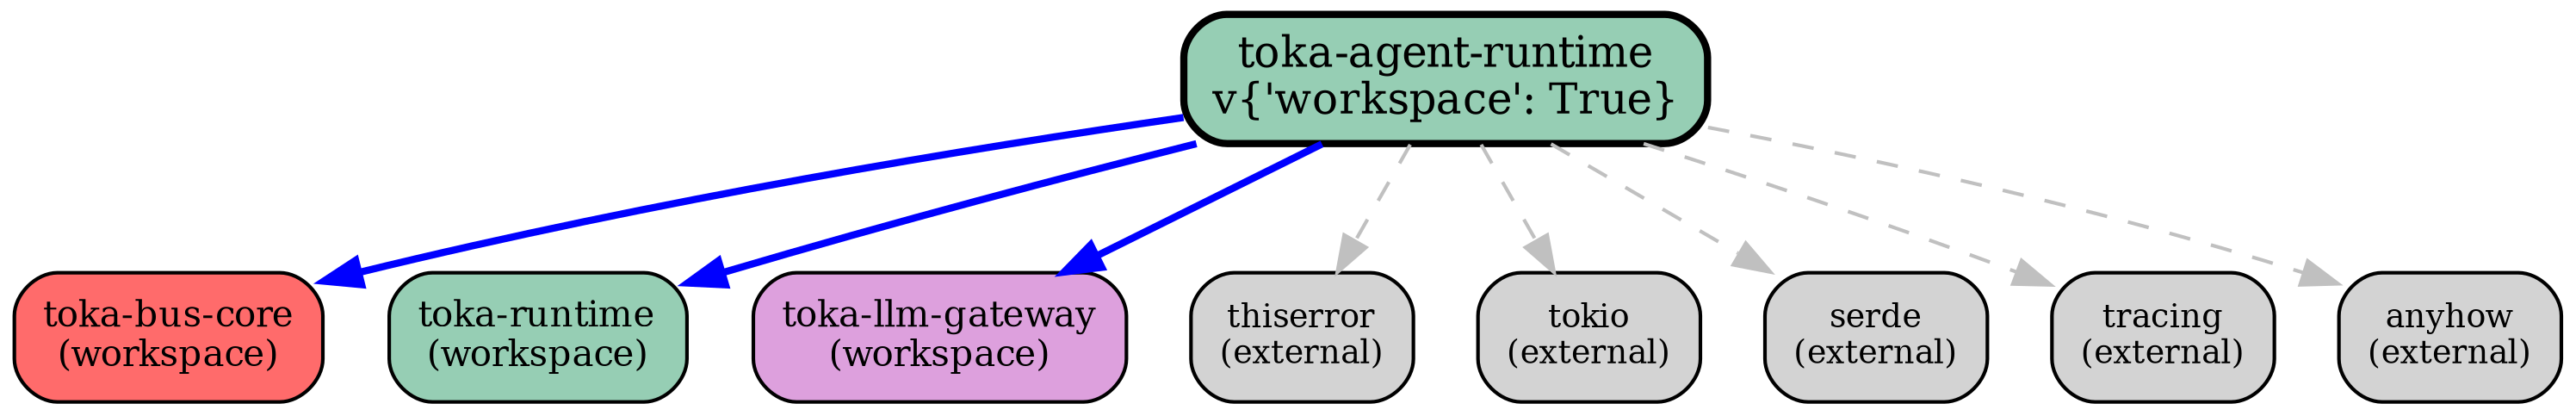 toka-agent-runtime
v{'workspace': True}
toka-bus-core
(workspace)
toka-runtime
(workspace)
toka-llm-gateway
(workspace)
thiserror
(external)
tokio
(external)
serde
(external)
tracing
(external)
anyhow
(external)